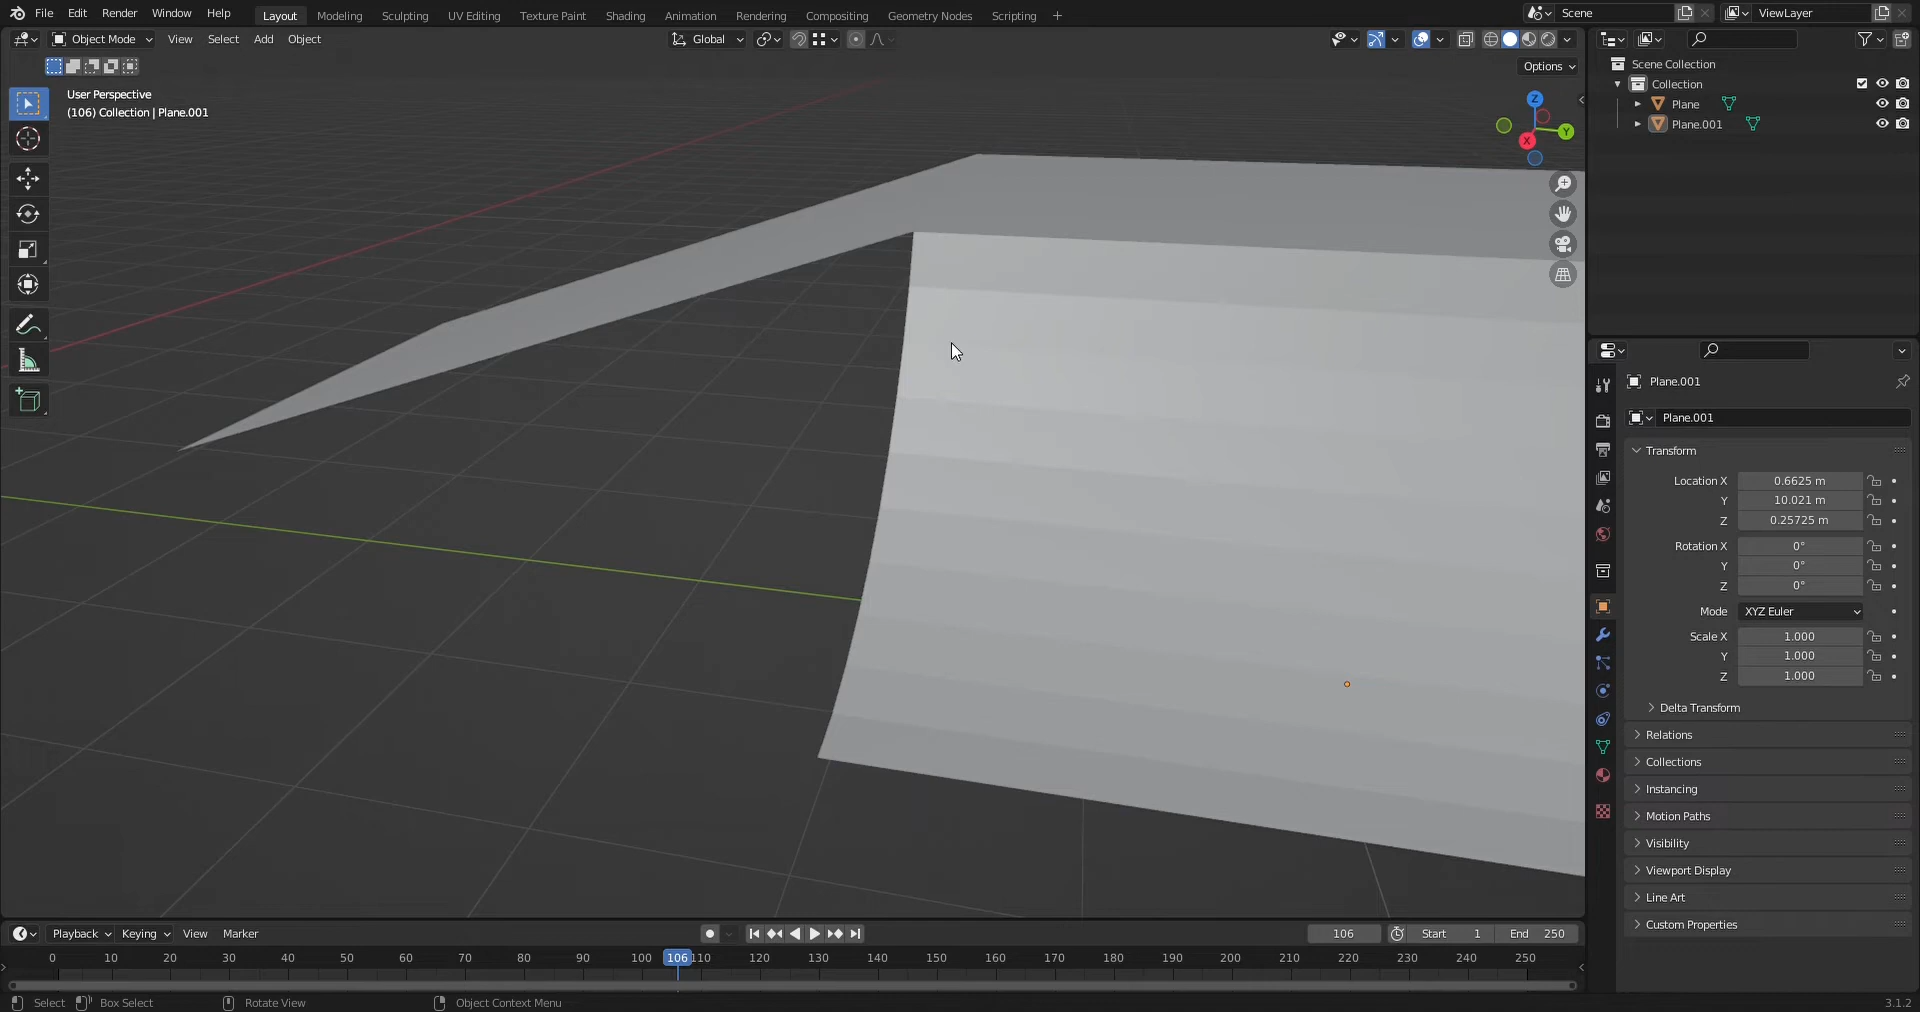 File Edit Render Window Help
Layout Modeling Sculpting UV Editing Texture Paint Shading Animation Rendering Compositing Geometry Nodes Scripting +
Scene
ViewLayer
Object Mode View Select Add Object
Global
Options
User Perspective
(106) Collection | Plane.001
Z
Y
X
Scene Collection
Collection
Plane
Plane.001
Plane.001
Plane.001
Transform
Location X 0.6625 m
Y 10.021 m
Z 0.25725 m
Rotation X 0°
Y 0°
Z 0°
Mode XYZ Euler
Scale X 1.000
Y 1.000
Z 1.000
Delta Transform
Relations
Collections
Instancing
Motion Paths
Visibility
Viewport Display
Line Art
Custom Properties
Playback Keying View Marker
106 Start 1 End 250
0 10 20 30 40 50 60 70 80 90 100 106 110 120 130 140 150 160 170 180 190 200 210 220 230 240 250
Select Box Select Rotate View Object Context Menu
3.1.2